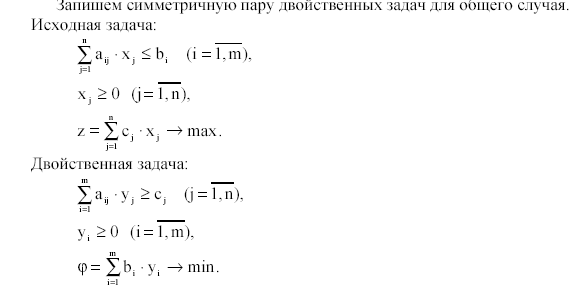 Запишем симметричную пару двойственных задач для общего случая.
Исходная задача:
$\sum_{j=1}^{n} a_{ij} \cdot x_j \le b_i \quad (i = \overline{1,m}),$
$x_j \ge 0 \quad (j = \overline{1,n}),$
$z = \sum_{j=1}^{n} c_j \cdot x_j \to \max.$
Двойственная задача:
$\sum_{i=1}^{m} a_{ij} \cdot y_j \ge c_j \quad (j = \overline{1,n}),$
$y_i \ge 0 \quad (i = \overline{1,m}),$
$\varphi = \sum_{i=1}^{m} b_i \cdot y_i \to \min.$